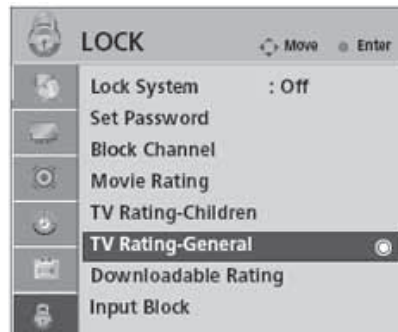 LOCK Move Enter
Lock System : Off
Set Password
Block Channel
Movie Rating
TV Rating-Children
TV Rating-General
Downloadable Rating
Input Block